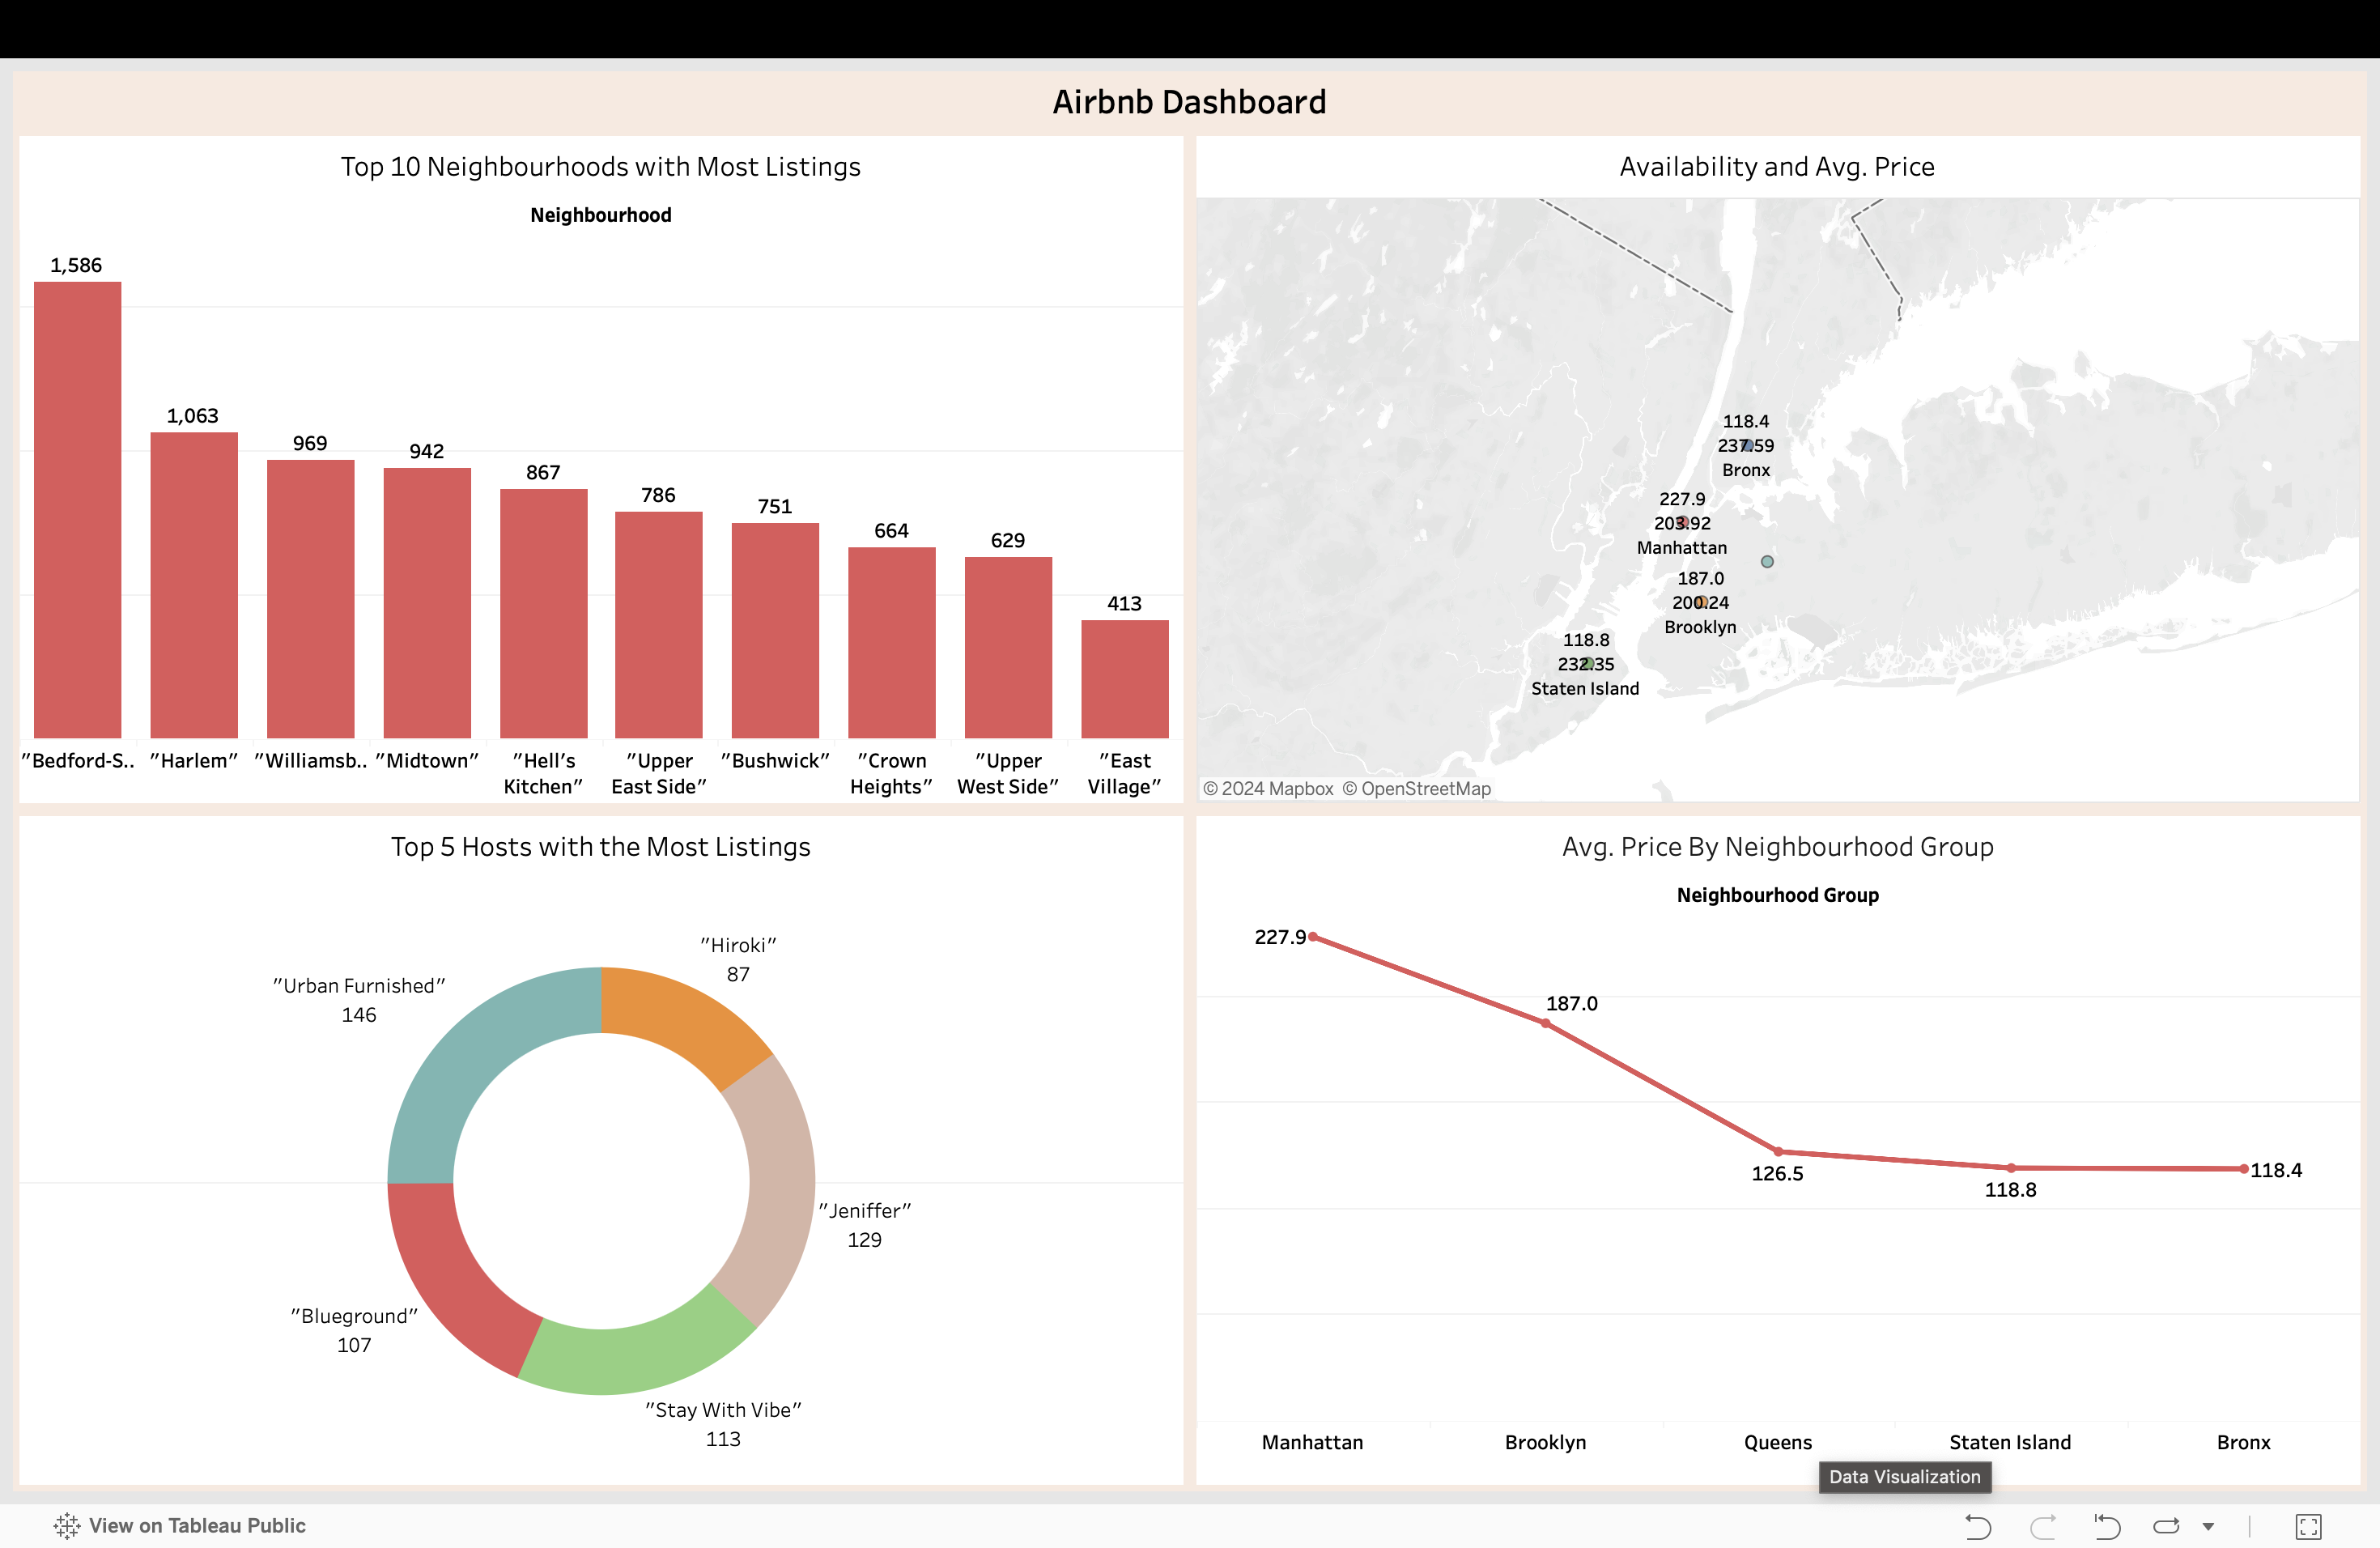 Airbnb Dashboard
Top 10 Neighbourhoods with Most Listings
Neighbourhood
1,586
1,063
969
942
867
786
751
664
629
413
"Bedford-S..
"Harlem"
"Williamsb..
"Midtown"
"Hell's
Kitchen"
"Upper
East Side"
"Bushwick"
"Crown
Heights"
"Upper
West Side"
"East
Village"
Availability and Avg. Price
118.4
237.59
Bronx
227.9
203.92
Manhattan
187.0
200.24
Brooklyn
118.8
232.35
Staten Island
© 2024 Mapbox © OpenStreetMap
Top 5 Hosts with the Most Listings
"Hiroki"
87
"Urban Furnished"
146
"Jeniffer"
129
"Blueground"
107
"Stay With Vibe"
113
Avg. Price By Neighbourhood Group
Neighbourhood Group
227.9
187.0
126.5
118.8
118.4
Manhattan
Brooklyn
Queens
Staten Island
Bronx
Data Visualization
View on Tableau Public